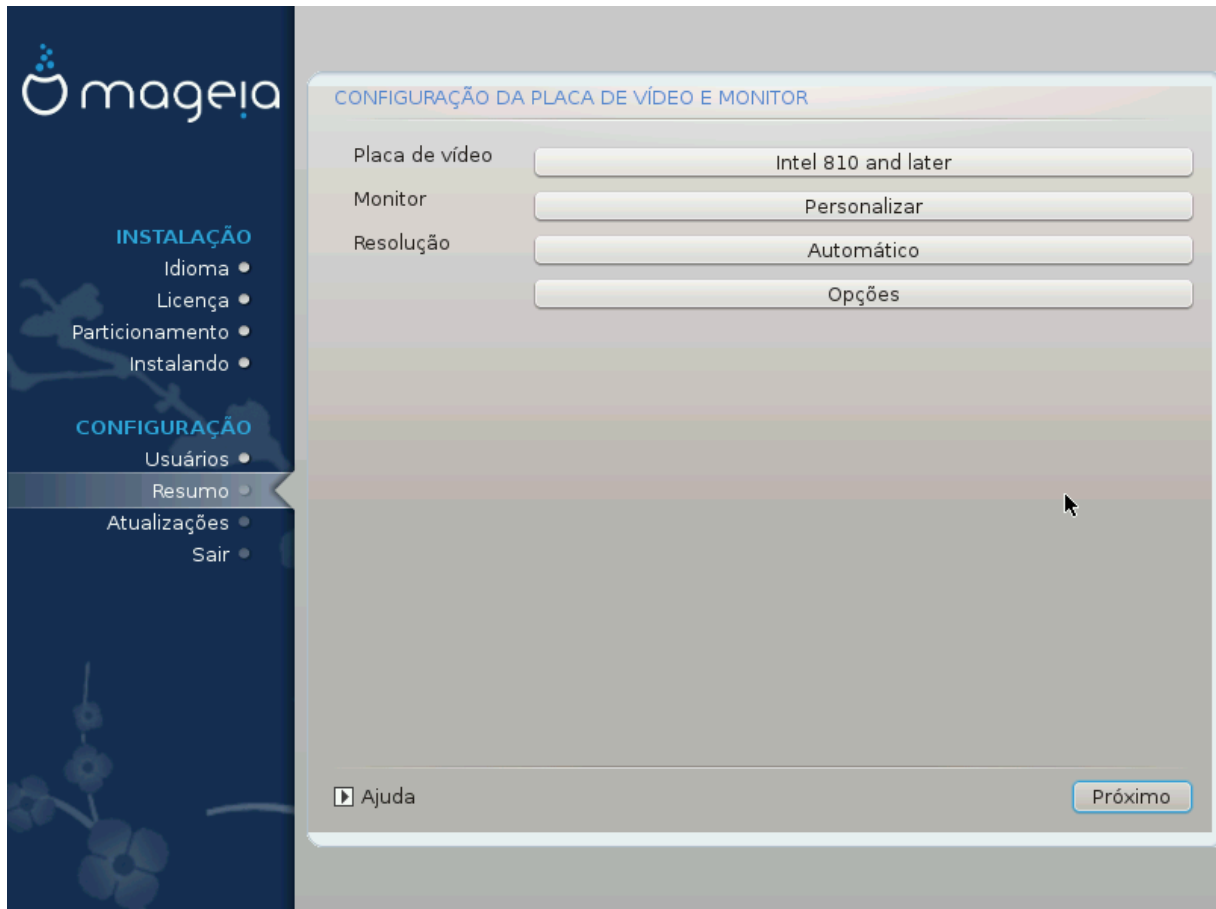 mageia
INSTALAÇÃO
Idioma
Licença
Particionamento
Instalando
CONFIGURAÇÃO
Usuários
Resumo
Atualizações
Sair
CONFIGURAÇÃO DA PLACA DE VÍDEO E MONITOR
Placa de vídeo Intel 810 and later
Monitor Personalizar
Resolução Automático
Opções
Ajuda Próximo